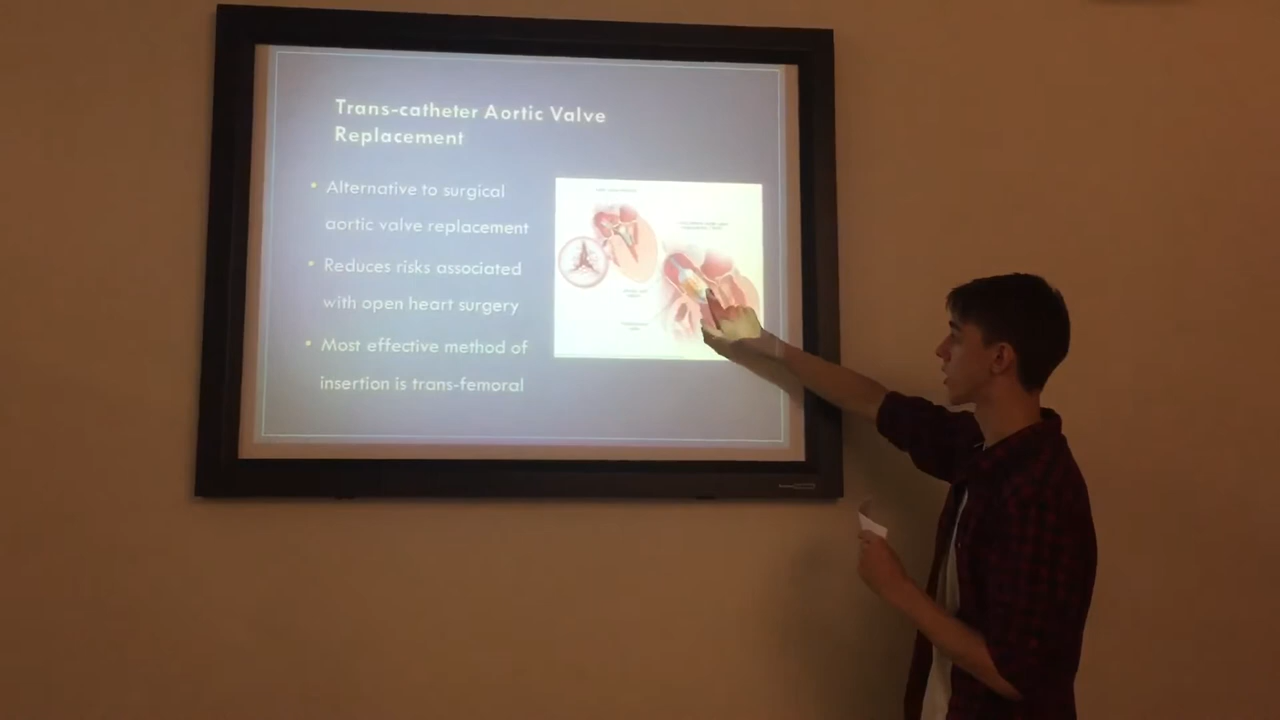 Trans-catheter Aortic Valve
Replacement
• Alternative to surgical
aortic valve replacement
• Reduces risks associated
with open heart surgery
• Most effective method of
insertion is trans-femoral